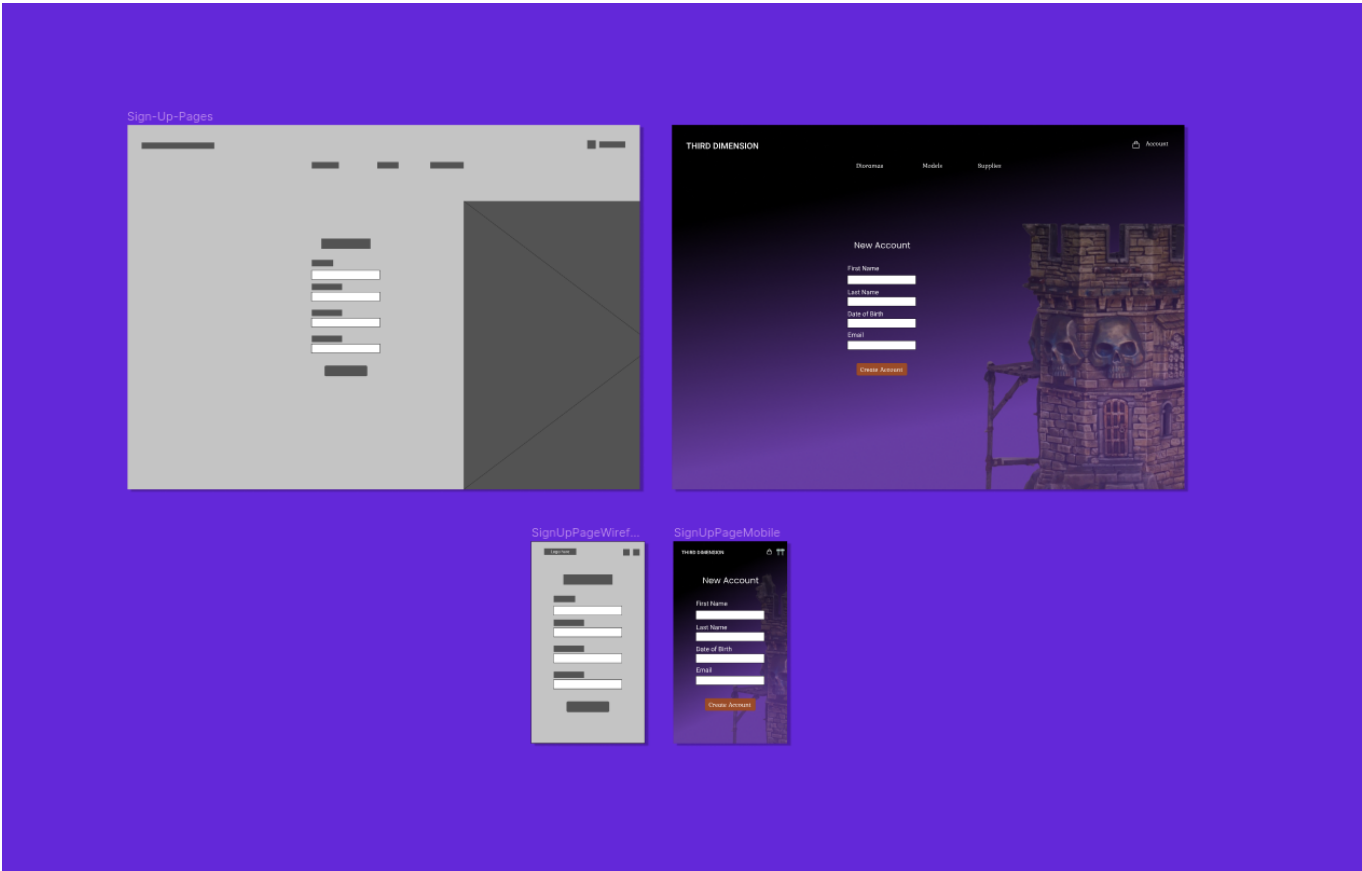 Sign-Up-Pages
THIRD DIMENSION
Account
Dioramas
Models
Supplies
New Account
First Name
Last Name
Date of Birth
Email
Create Account
SignUpPageWiref...
SignUpPageMobile
THIRD DIMENSION
New Account
First Name
Last Name
Date of Birth
Email
Create Account